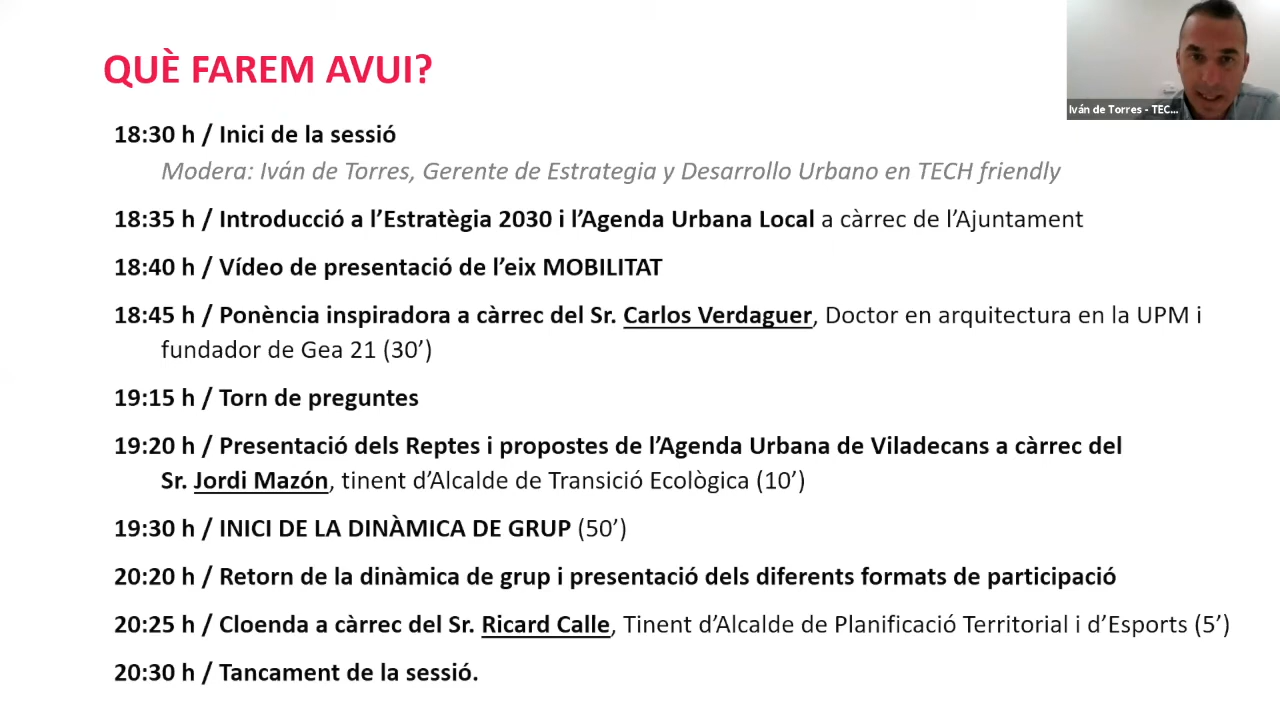 QUÈ FAREM AVUI?
Iván de Torres - TEC...
18:30 h / Inici de la sessió
Modera: Iván de Torres, Gerente de Estrategia y Desarrollo Urbano en TECH friendly
18:35 h / Introducció a l’Estratègia 2030 i l’Agenda Urbana Local a càrrec de l’Ajuntament
18:40 h / Vídeo de presentació de l’eix MOBILITAT
18:45 h / Ponència inspiradora a càrrec del Sr. Carlos Verdaguer, Doctor en arquitectura en la UPM i
fundador de Gea 21 (30’)
19:15 h / Torn de preguntes
19:20 h / Presentació dels Reptes i propostes de l’Agenda Urbana de Viladecans a càrrec del
Sr. Jordi Mazón, tinent d’Alcalde de Transició Ecològica (10’)
19:30 h / INICI DE LA DINÀMICA DE GRUP (50’)
20:20 h / Retorn de la dinàmica de grup i presentació dels diferents formats de participació
20:25 h / Cloenda a càrrec del Sr. Ricard Calle, Tinent d’Alcalde de Planificació Territorial i d’Esports (5’)
20:30 h / Tancament de la sessió.